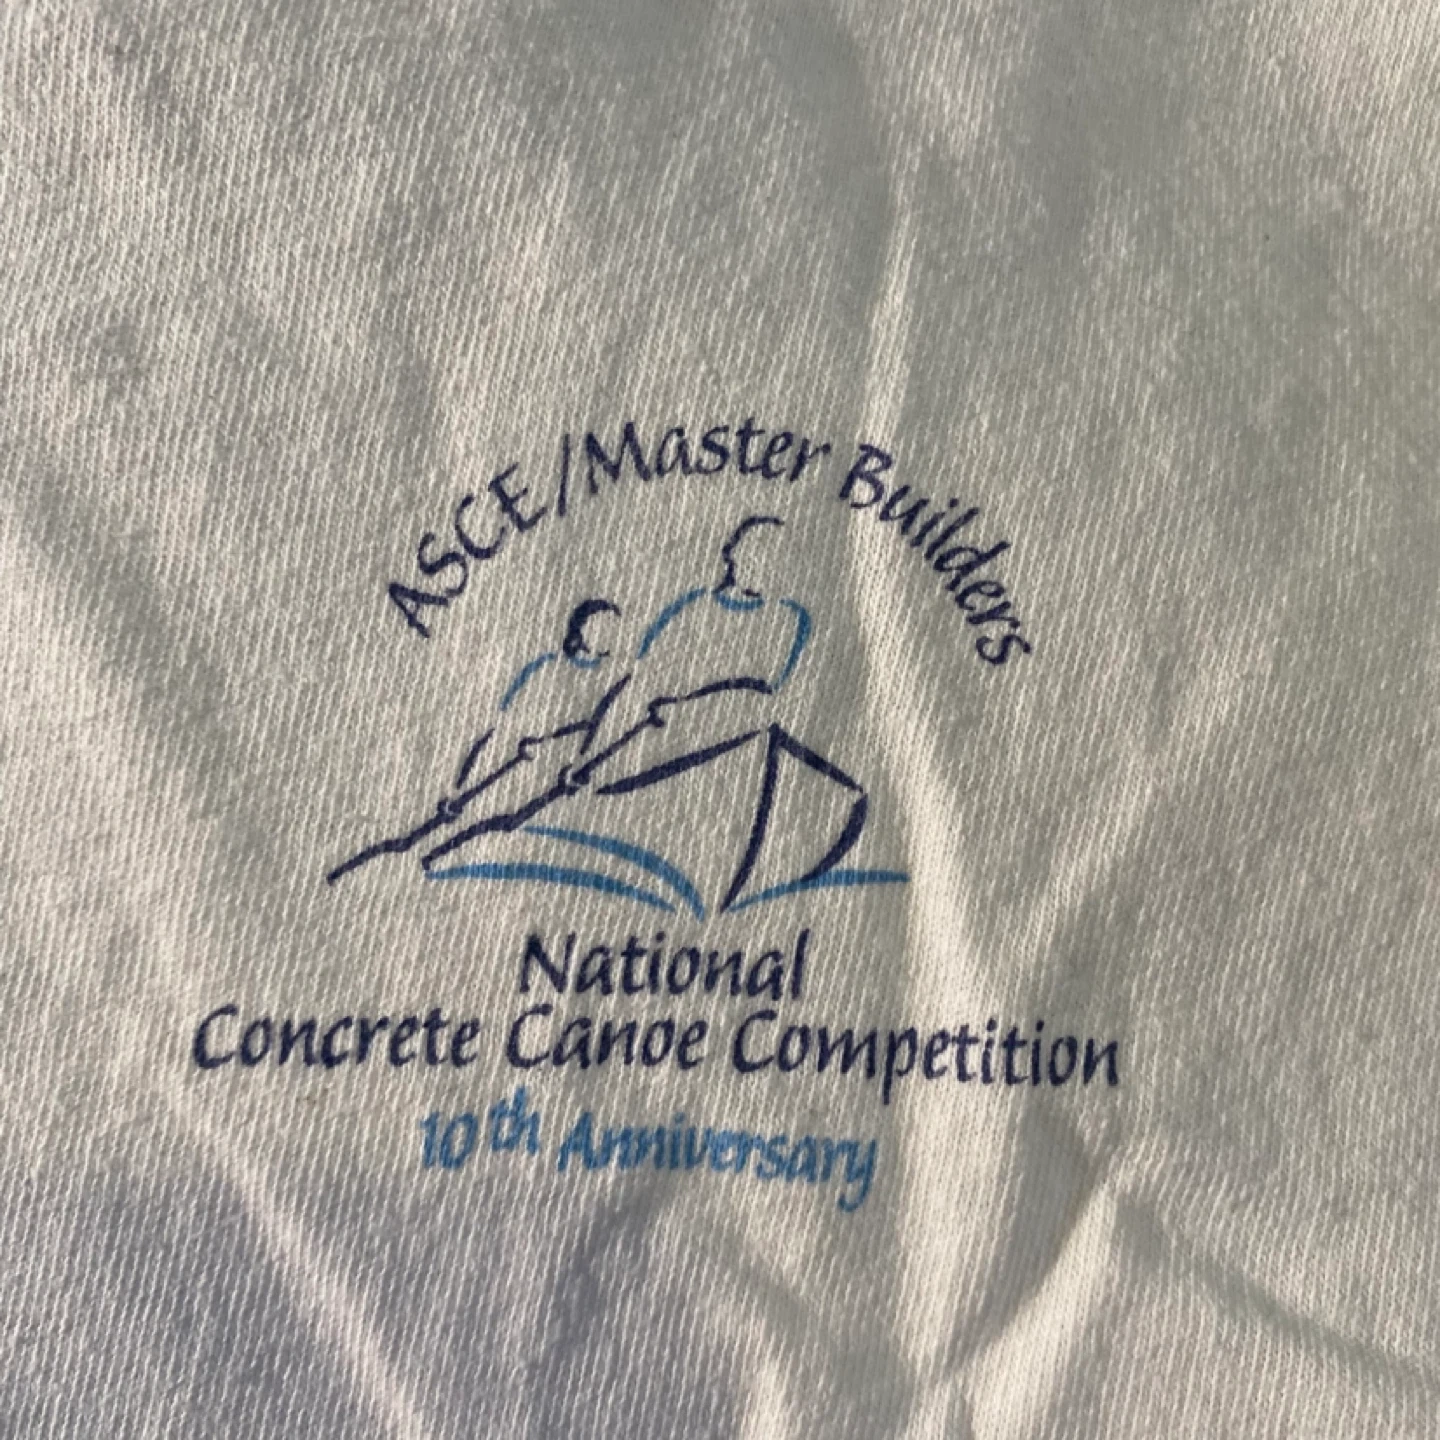 ASCE/Master Builders
National
Concrete Canoe Competition
10th Anniversary